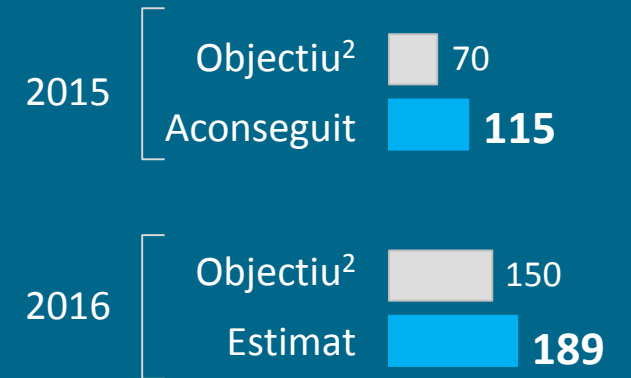 2015
Objectiu² 70
Aconseguit 115
2016
Objectiu² 150
Estimat 189